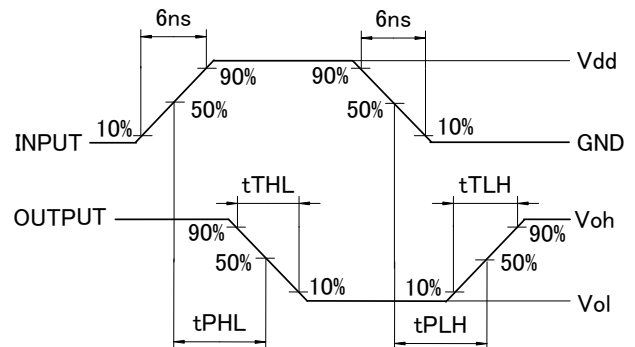 6ns 6ns
90% 90% Vdd
50% 50%
10% 10%
INPUT GND
tTHL tTLH
OUTPUT Voh
90% 90%
50% 50%
10% 10%
Vol
tPHL tPLH